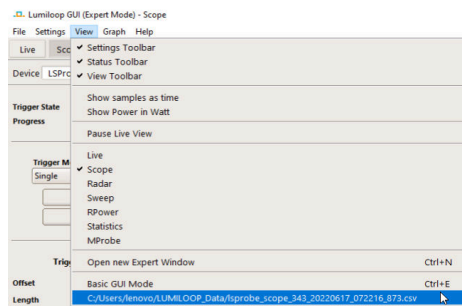 Lumiloop GUI (Expert Mode) - Scope
File Settings View Graph Help
Live Sco
Device LSPro
Trigger State
Progress
Trigger M
Single
Trigg
Offset
Length
Settings Toolbar
Status Toolbar
View Toolbar
Show samples as time
Show Power in Watt
Pause Live View
Live
Scope
Radar
Sweep
RPower
Statistics
MProbe
Open new Expert Window Ctrl+N
Basic GUI Mode Ctrl+E
C:/Users/lenovo/LUMILOOP_Data/lsprobe_scope_343_20220617_072216_873.csv